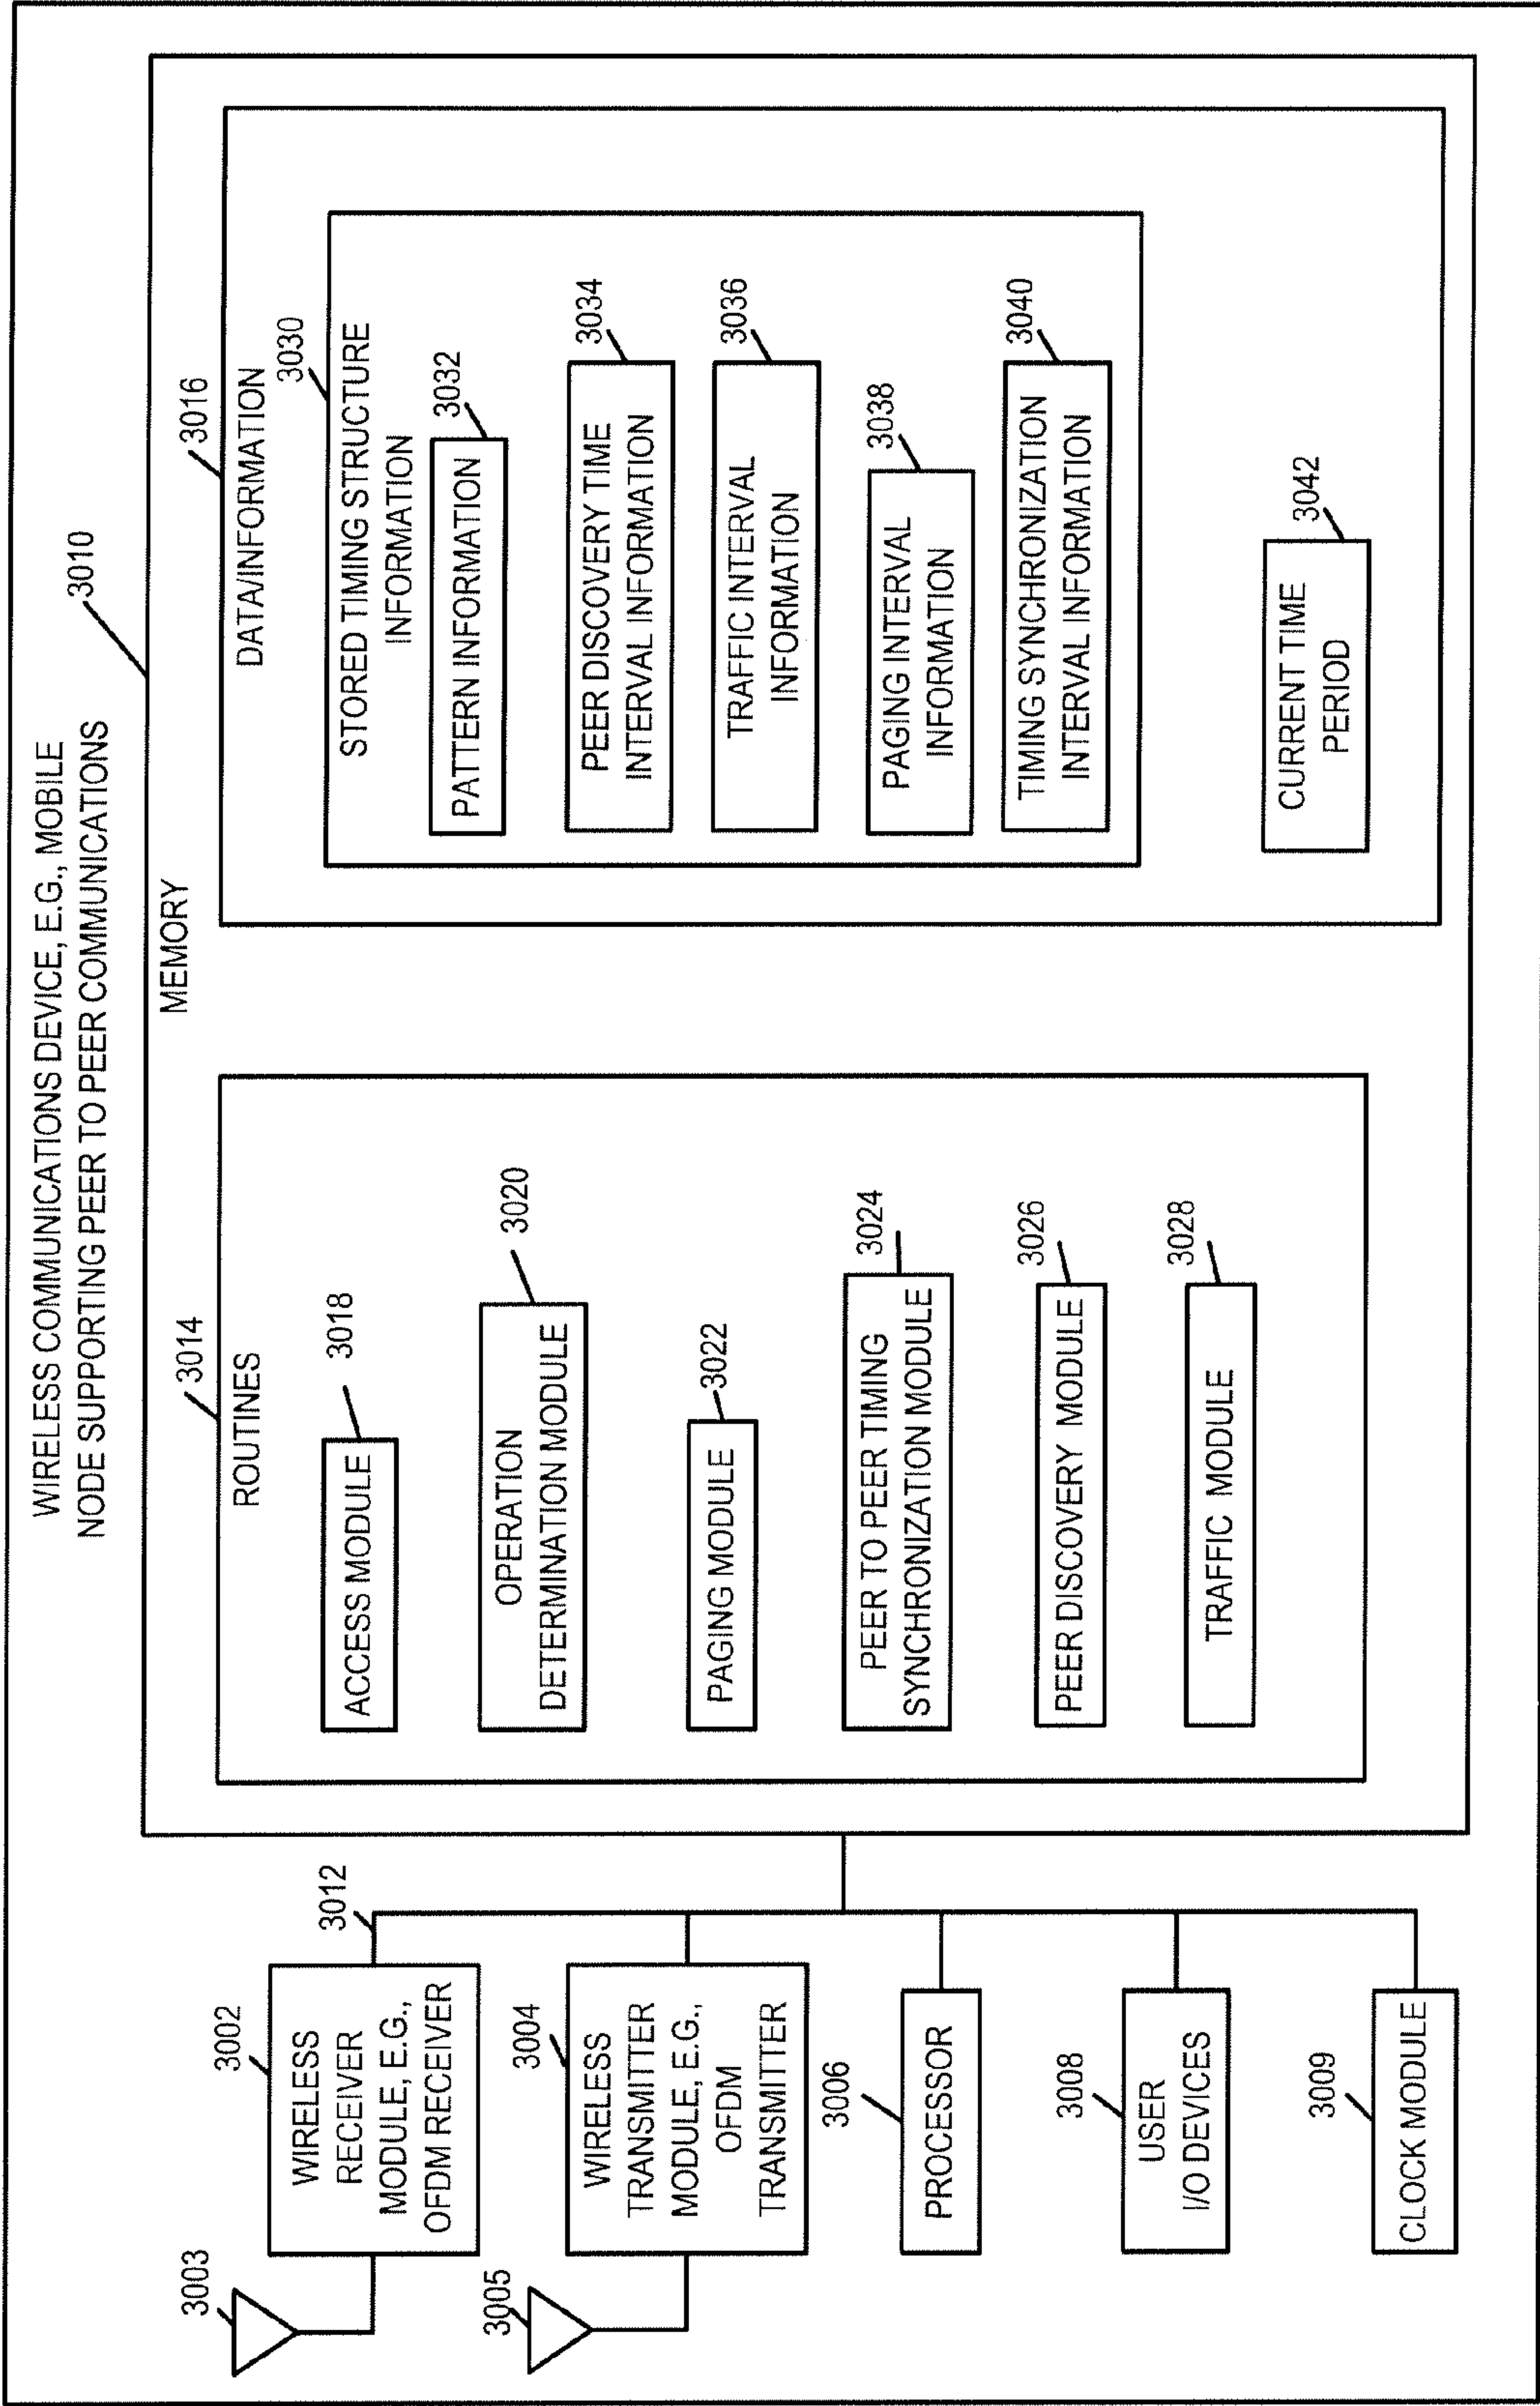 WIRELESS COMMUNICATIONS DEVICE, E.G., MOBILE
NODE SUPPORTING PEER TO PEER COMMUNICATIONS
3003
3002
WIRELESS
RECEIVER
MODULE, E.G.,
OFDM RECEIVER
3012
3005
3004
WIRELESS
TRANSMITTER
MODULE, E.G.,
OFDM
TRANSMITTER
3006
PROCESSOR
3008
USER
I/O DEVICES
3009
CLOCK MODULE
3010
MEMORY
3014
ROUTINES
3018
ACCESS MODULE
3020
OPERATION
DETERMINATION MODULE
3022
PAGING MODULE
3024
PEER TO PEER TIMING
SYNCHRONIZATION MODULE
3026
PEER DISCOVERY MODULE
3028
TRAFFIC MODULE
3016
DATA/INFORMATION
3030
STORED TIMING STRUCTURE
INFORMATION
3032
PATTERN INFORMATION
3034
PEER DISCOVERY TIME
INTERVAL INFORMATION
3036
TRAFFIC INTERVAL
INFORMATION
3038
PAGING INTERVAL
INFORMATION
3040
TIMING SYNCHRONIZATION
INTERVAL INFORMATION
3042
CURRENT TIME
PERIOD